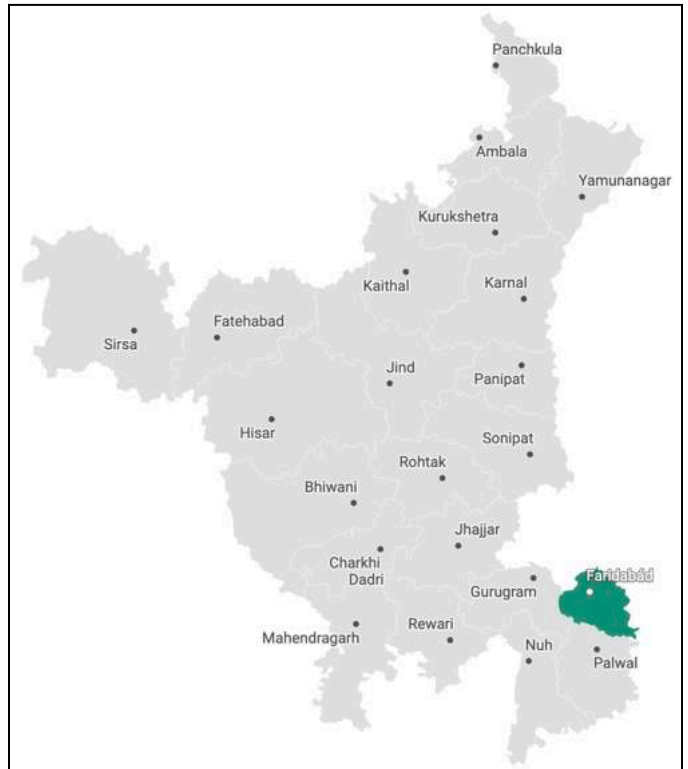 Panchkula
Ambala
Yamunanagar
Kurukshetra
Kaithal
Karnal
Fatehabad
Sirsa
Jind
Panipat
Hisar
Sonipat
Rohtak
Bhiwani
Jhajjar
Charkhi
Dadri
Faridabád
Gurugram
Rewari
Mahendragarh
Nuh
Palwal